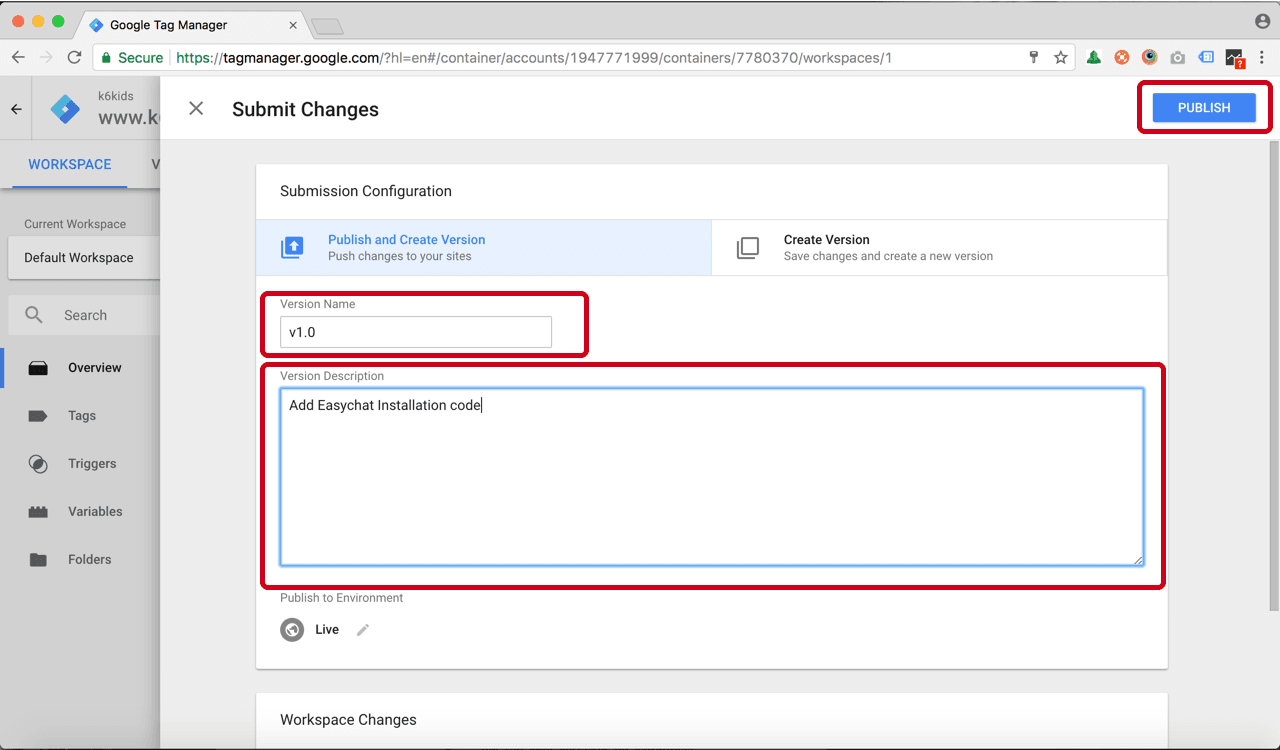 Google Tag Manager
Secure
https://tagmanager.google.com/?hl=en#/container/accounts/1947771999/containers/7780370/workspaces/1
?
k6kids
www.k6
Submit Changes
PUBLISH
WORKSPACE
V
Current Workspace
Default Workspace
Search
Overview
Tags
Triggers
Variables
Folders
Submission Configuration
Publish and Create Version
Push changes to your sites
Create Version
Save changes and create a new version
Version Name
v1.0
Version Description
Add Easychat Installation code
Publish to Environment
Live
Workspace Changes